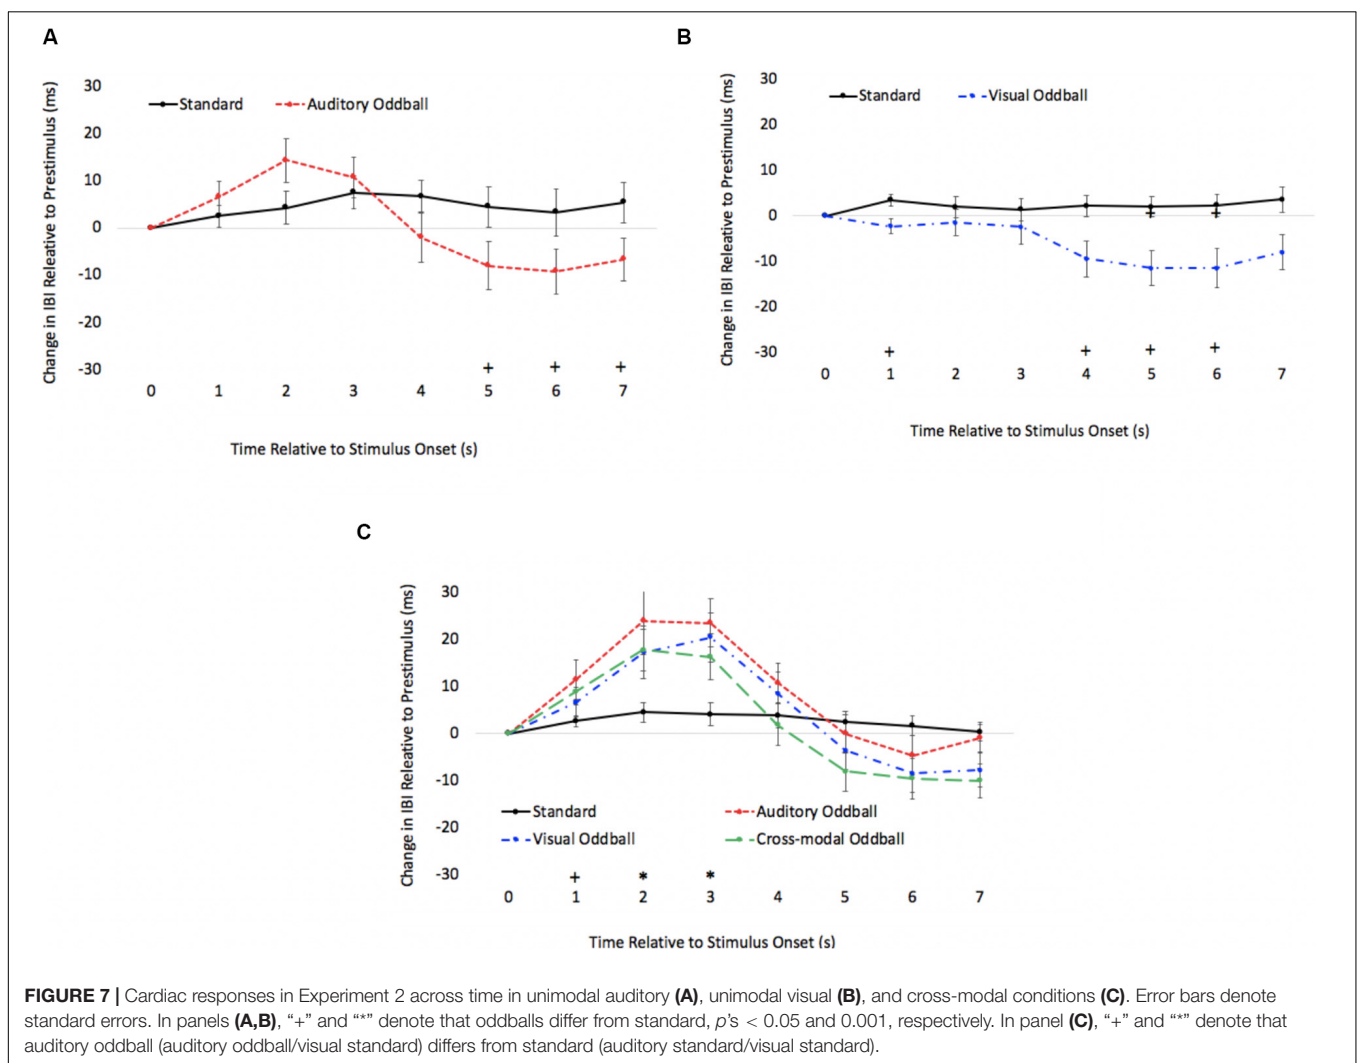 A
Change in IBI Releative to Prestimulus (ms)
Standard Auditory Oddball
30
20
10
0
-10
-20
-30
+ + +
0 1 2 3 4 5 6 7
Time Relative to Stimulus Onset (s)
B
Change in IBI Releative to Prestimulus (ms)
Standard Visual Oddball
30
20
10
0
-10
-20
-30
+ +
+ + + +
0 1 2 3 4 5 6 7
Time Relative to Stimulus Onset (s)
C
Change in IBI Releative to Prestimulus (ms)
30
20
10
0
-10
-20
-30
Standard Auditory Oddball
Visual Oddball Cross-modal Oddball
+ * *
0 1 2 3 4 5 6 7
Time Relative to Stimulus Onset (s)
FIGURE 7 | Cardiac responses in Experiment 2 across time in unimodal auditory (A), unimodal visual (B), and cross-modal conditions (C). Error bars denote
standard errors. In panels (A,B), “+” and “*” denote that oddballs differ from standard, p’s < 0.05 and 0.001, respectively. In panel (C), “+” and “*” denote that
auditory oddball (auditory oddball/visual standard) differs from standard (auditory standard/visual standard).